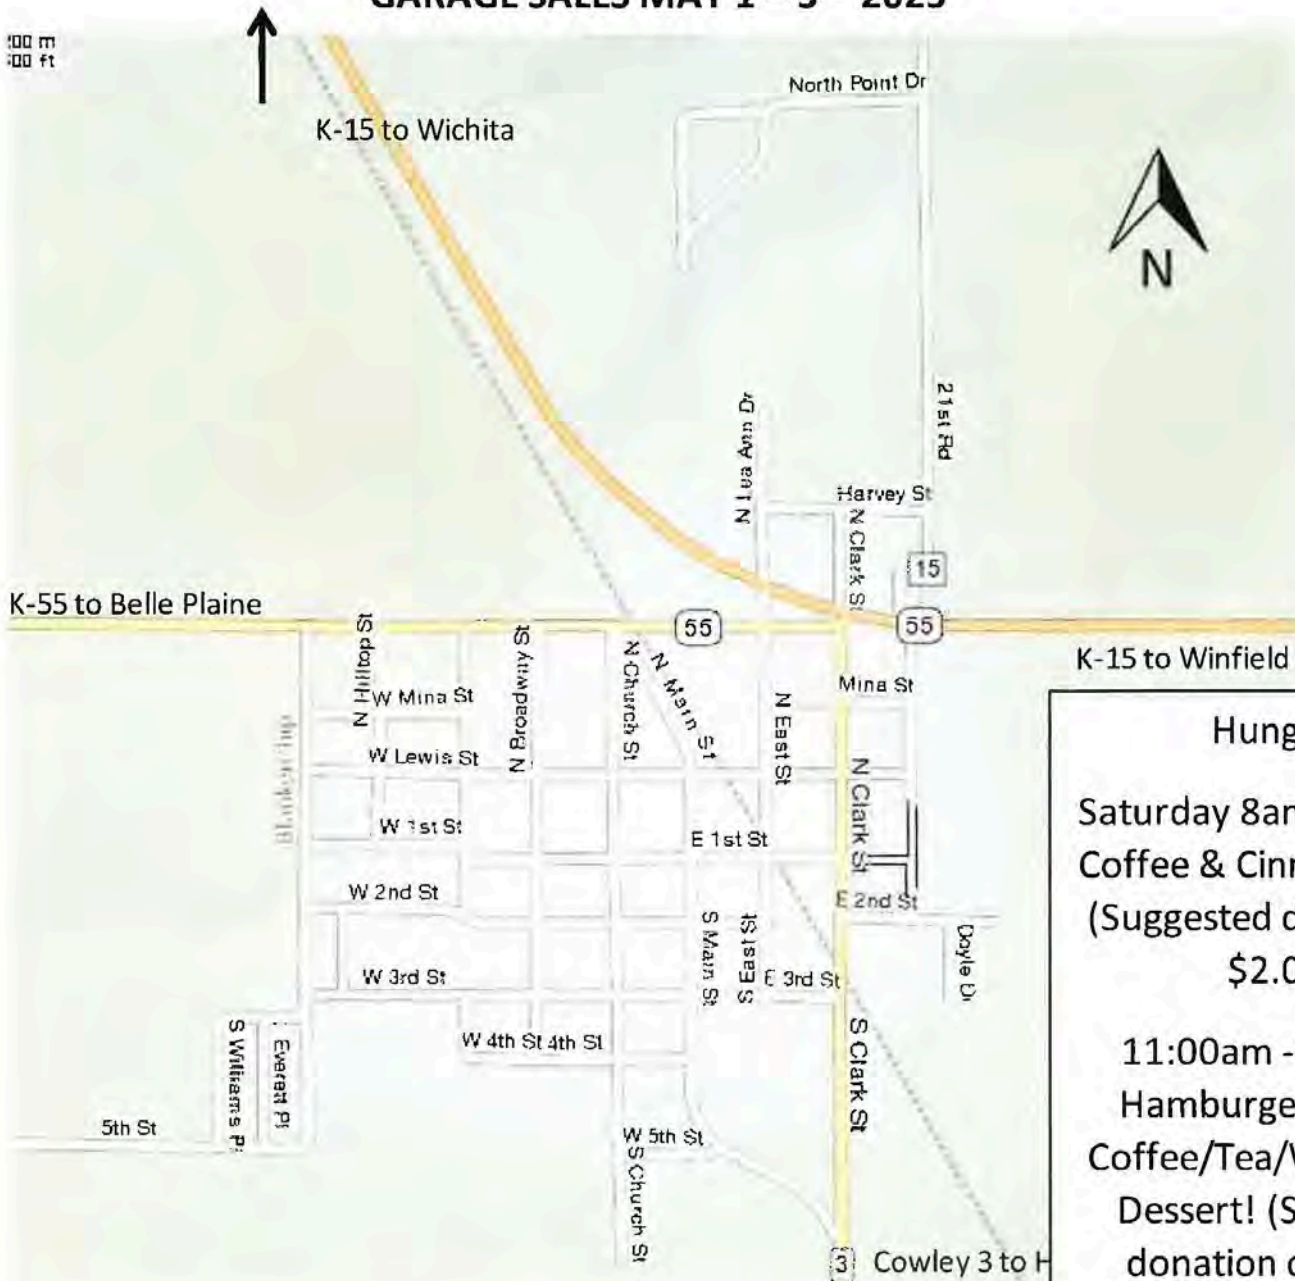 GARAGE SALES MAY 1 - 3 2025
00 m
00 ft
K-15 to Wichita
North Point Dr
N
21st Rd
N Lea Ann Dr
Harvey St
N Clark St
15
K-55 to Belle Plaine
55
55
K-15 to Winfield
N Hilltop St
N Broadway St
N Church St
N Main St
Mina St
W Mina St
N East St
W Lewis St
N Clark St
W 1st St
E 1st St
W 2nd St
E 2nd St
S Main St
S East St
Doyle Dr
W 3rd St
E 3rd St
W 4th St 4th St
S Clark St
S Williams Pl
Everett Pl
5th St
W 5th St
S Church St
3
Cowley 3 to H
Hung
Saturday 8am
Coffee & Cinn
(Suggested d
$2.0
11:00am -
Hamburge
Coffee/Tea/
Dessert! (S
donation o